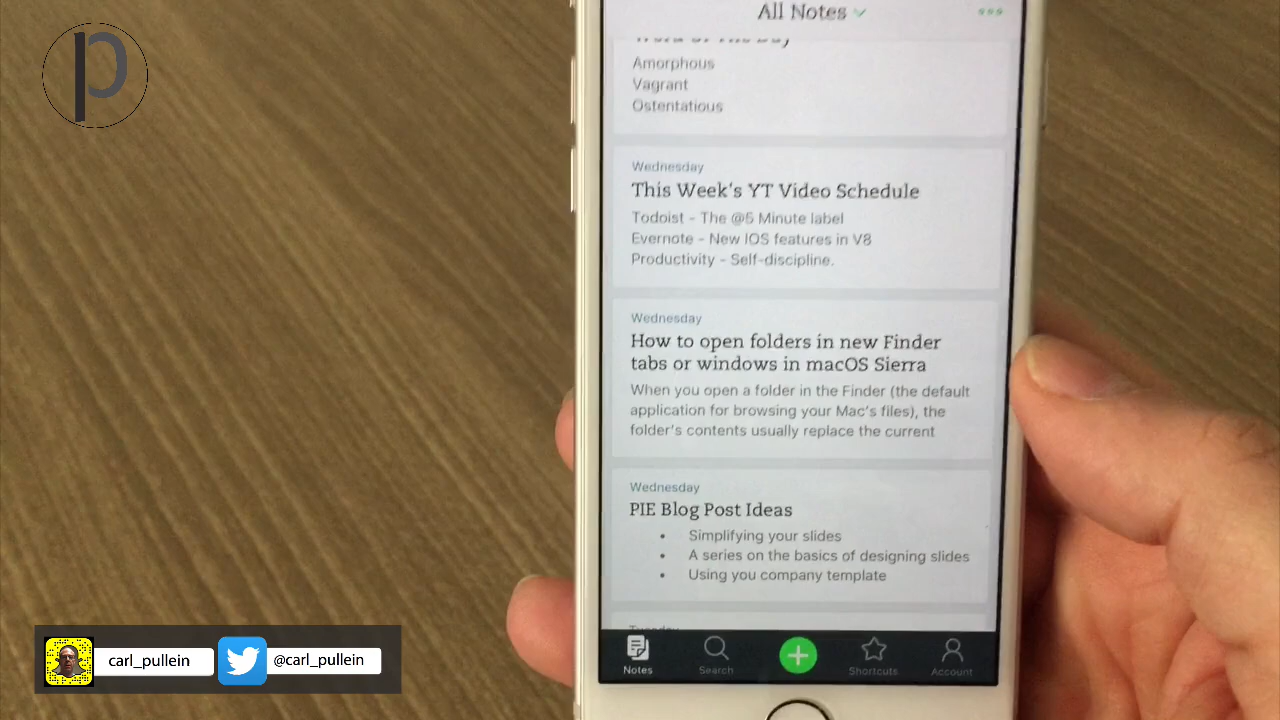 p
All Notes
Word Of The Day
Amorphous
Vagrant
Ostentatious
Wednesday
This Week's YT Video Schedule
Todoist - The @5 Minute label
Evernote - New IOS features in V8
Productivity - Self-discipline.
Wednesday
How to open folders in new Finder
tabs or windows in macOS Sierra
When you open a folder in the Finder (the default
application for browsing your Mac's files), the
folder's contents usually replace the current
Wednesday
PIE Blog Post Ideas
• Simplifying your slides
• A series on the basics of designing slides
• Using you company template
Tuesday
Notes Search Shortcuts Account
carl_pullein @carl_pullein